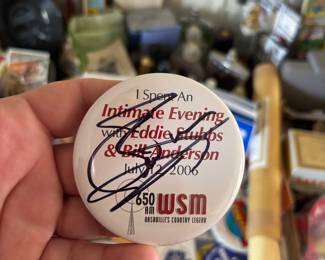 I Spent An
Intimate Evening
with Eddie Stubbs
& Bill Anderson
July 12, 2006
650
AM WSM
NASHVILLE'S COUNTRY LEGEND